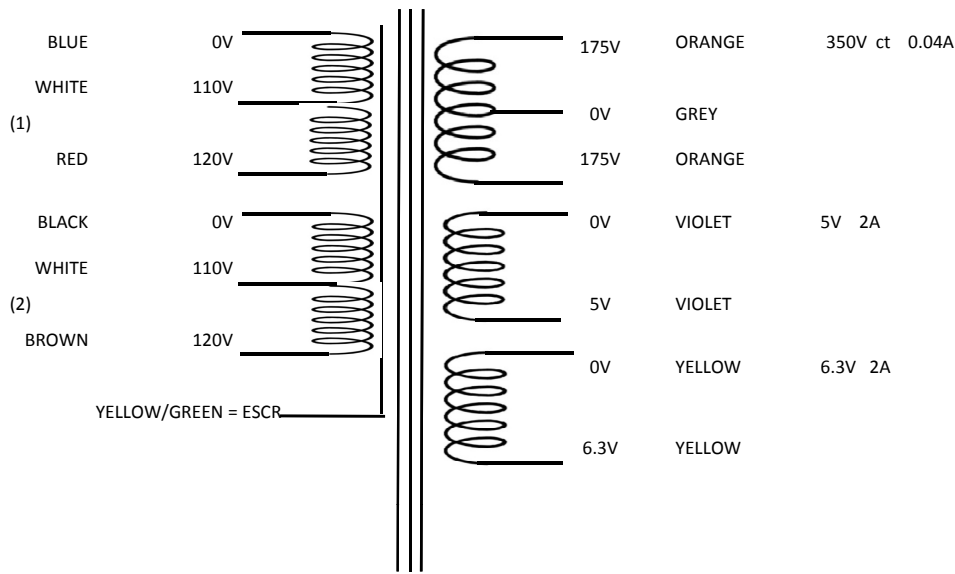 BLUE 0V 175V ORANGE 350V ct 0.04A
WHITE 110V
0V GREY
(1)
RED 120V 175V ORANGE
BLACK 0V 0V VIOLET 5V 2A
WHITE 110V
(2) 5V VIOLET
BROWN 120V
0V YELLOW 6.3V 2A
YELLOW/GREEN = ESCR
6.3V YELLOW